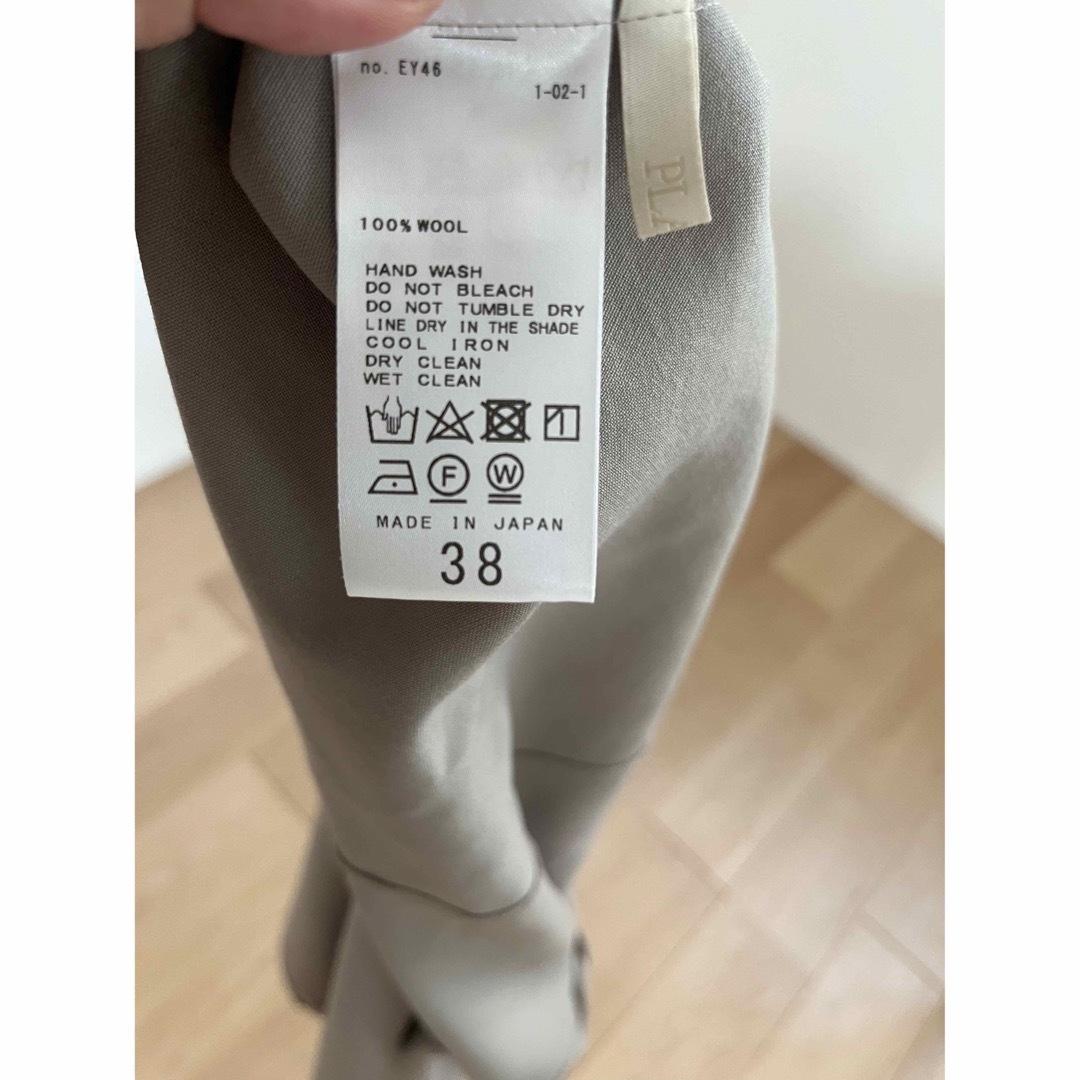 no. EY46
1-02-1
100% WOOL
HAND WASH
DO NOT BLEACH
DO NOT TUMBLE DRY
LINE DRY IN THE SHADE
COOL IRON
DRY CLEAN
WET CLEAN
F W
MADE IN JAPAN
38
PLA